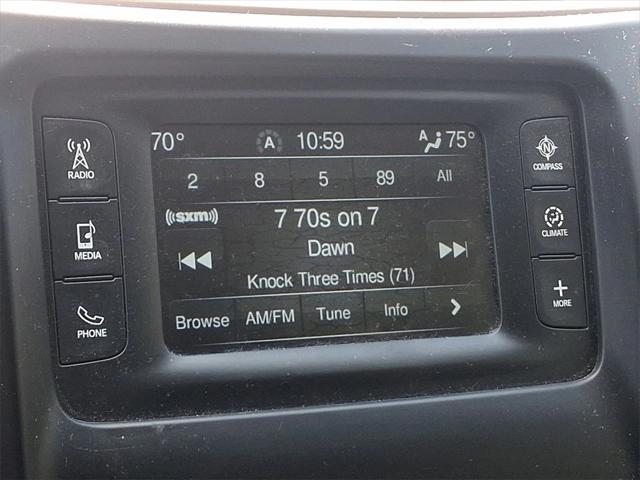 70° A 10:59 A 75°
2 8 5 89 All
((sxm)) 7 70s on 7
Dawn
Knock Three Times (71)
Browse AM/FM Tune Info >
RADIO
MEDIA
PHONE
N
COMPASS
CLIMATE
+
MORE